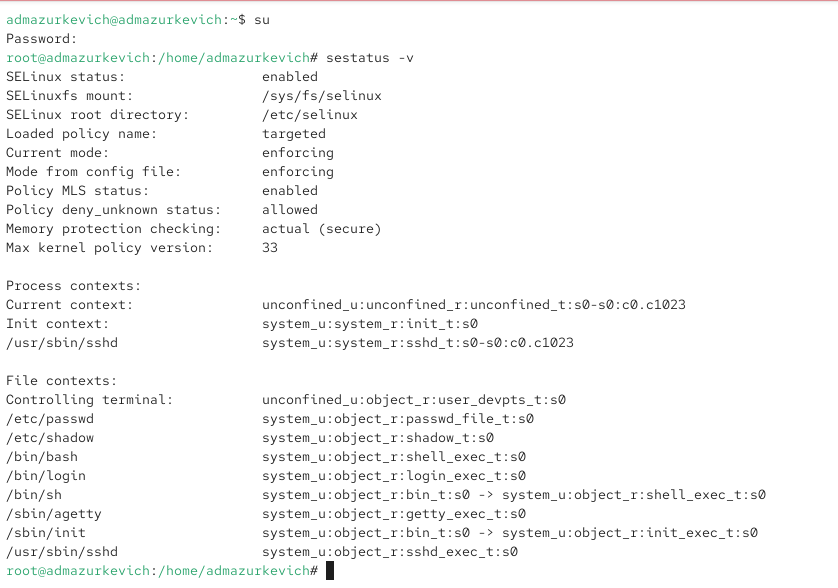 admazurkevich@admazurkevich:~$ su
Password:
root@admazurkevich:/home/admazurkevich# sestatus -v
SELinux status:                 enabled
SELinuxfs mount:                /sys/fs/selinux
SELinux root directory:         /etc/selinux
Loaded policy name:             targeted
Current mode:                   enforcing
Mode from config file:          enforcing
Policy MLS status:              enabled
Policy deny_unknown status:     allowed
Memory protection checking:     actual (secure)
Max kernel policy version:      33

Process contexts:
Current context:                unconfined_u:unconfined_r:unconfined_t:s0-s0:c0.c1023
Init context:                   system_u:system_r:init_t:s0
/usr/sbin/sshd                  system_u:system_r:sshd_t:s0-s0:c0.c1023

File contexts:
Controlling terminal:           unconfined_u:object_r:user_devpts_t:s0
/etc/passwd                     system_u:object_r:passwd_file_t:s0
/etc/shadow                     system_u:object_r:shadow_t:s0
/bin/bash                       system_u:object_r:shell_exec_t:s0
/bin/login                      system_u:object_r:login_exec_t:s0
/bin/sh                         system_u:object_r:bin_t:s0 -> system_u:object_r:shell_exec_t:s0
/sbin/agetty                    system_u:object_r:getty_exec_t:s0
/sbin/init                      system_u:object_r:bin_t:s0 -> system_u:object_r:init_exec_t:s0
/usr/sbin/sshd                  system_u:object_r:sshd_exec_t:s0
root@admazurkevich:/home/admazurkevich#